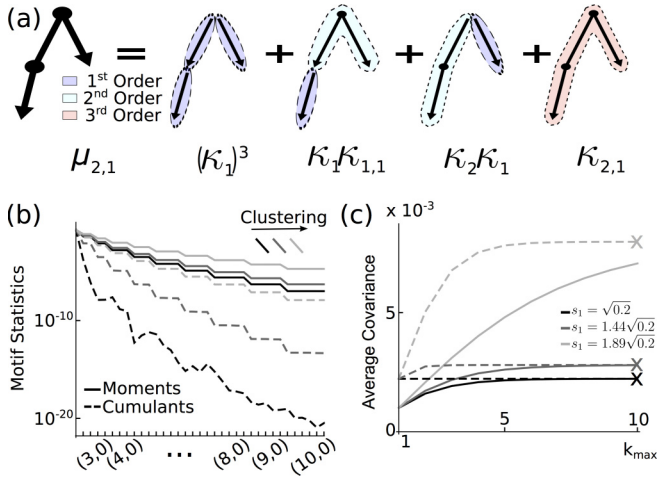 (a)
= + + +
1st Order
2nd Order
3rd Order
μ2,1 (κ1)^3 κ1κ1,1 κ2κ1 κ2,1
(b)
Clustering
Motif Statistics
10^-10
10^-20
Moments
Cumulants
(3,0) (4,0) ... (8,0) (9,0) (10,0)
(c)
x 10^-3
Average Covariance
5
0
s1 = √0.2
s1 = 1.44√0.2
s1 = 1.89√0.2
1 5 10
kmax